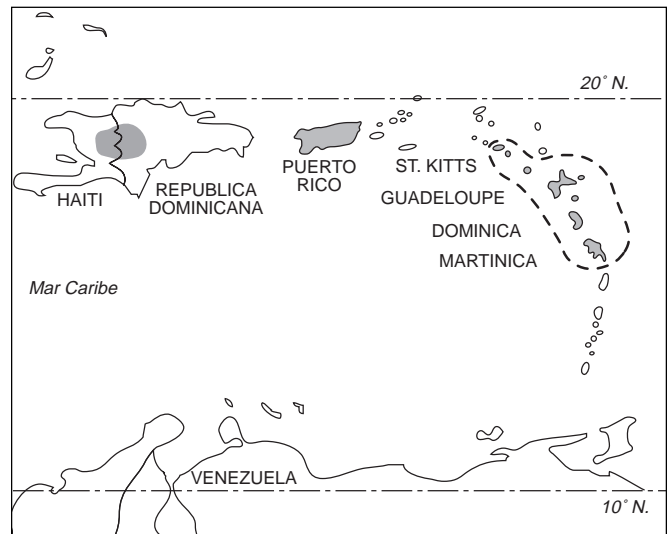 20° N.
PUERTO
RICO
ST. KITTS
HAITI
REPUBLICA
DOMINICANA
GUADELOUPE
DOMINICA
MARTINICA
Mar Caribe
VENEZUELA
10° N.